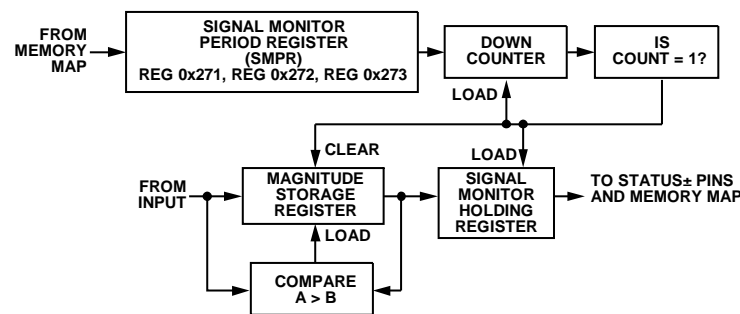 FROM
MEMORY
MAP
SIGNAL MONITOR
PERIOD REGISTER
(SMPR)
REG 0x271, REG 0x272, REG 0x273
DOWN
COUNTER
IS
COUNT = 1?
LOAD
CLEAR
LOAD
FROM
INPUT
MAGNITUDE
STORAGE
REGISTER
SIGNAL
MONITOR
HOLDING
REGISTER
TO STATUS± PINS
AND MEMORY MAP
LOAD
COMPARE
A > B